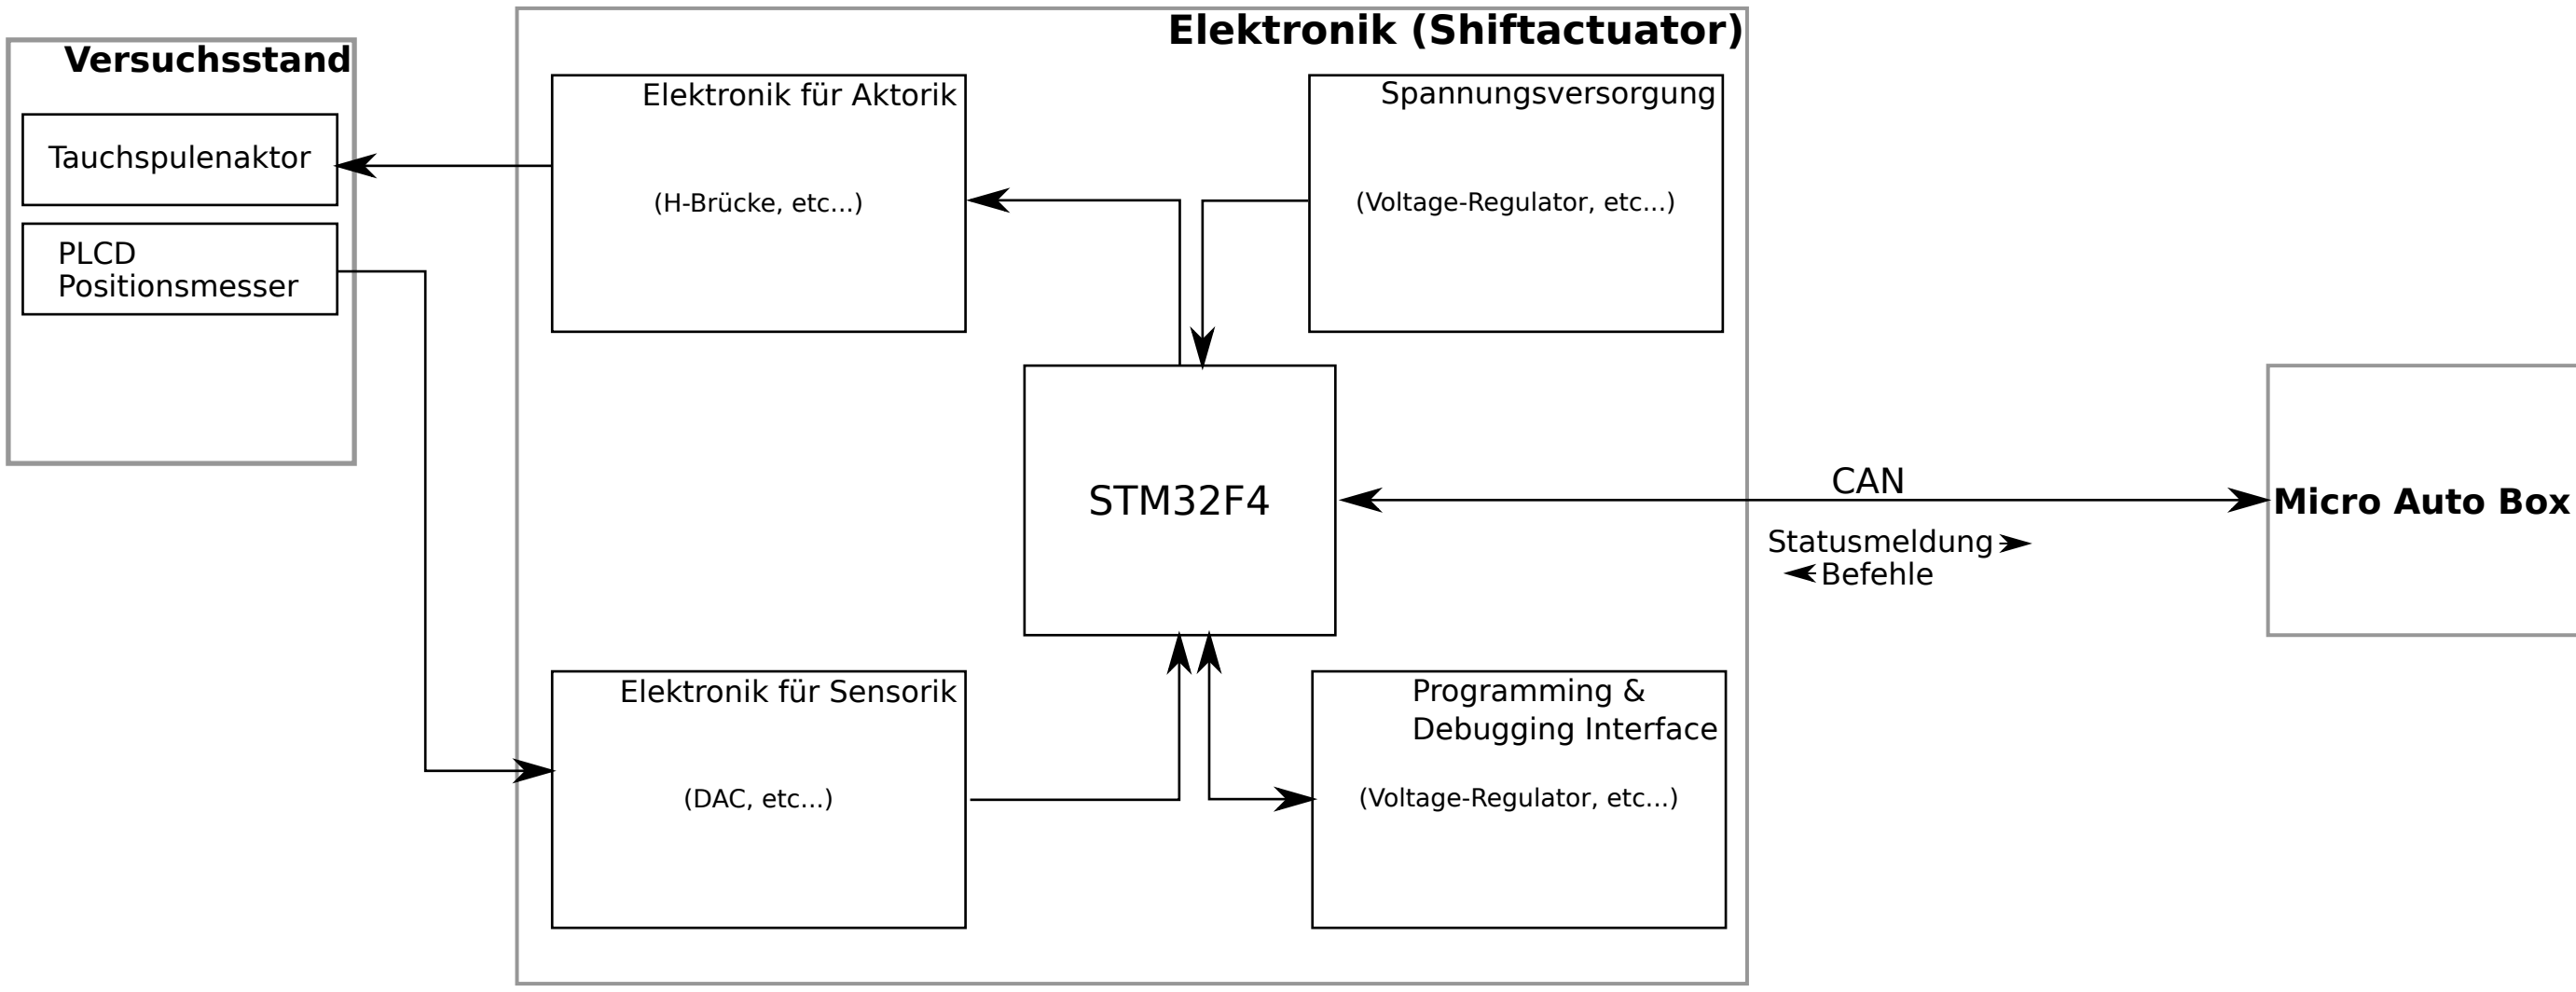 Versuchsstand
Tauchspulenaktor
PLCD
Positionsmesser
Elektronik (Shiftactuator)
Elektronik für Aktorik
(H-Brücke, etc...)
Spannungsversorgung
(Voltage-Regulator, etc...)
STM32F4
Elektronik für Sensorik
(DAC, etc...)
Programming &
Debugging Interface
(Voltage-Regulator, etc...)
CAN
Statusmeldung
Befehle
Micro Auto Box